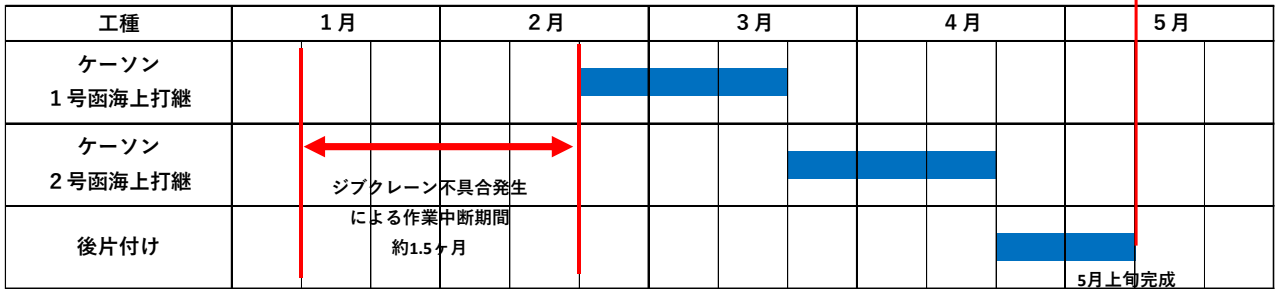 工種
1月
2月
3月
4月
5月
ケーソン
1号函海上打継
ケーソン
2号函海上打継
ジブクレーン不具合発生
による作業中断期間
約1.5ヶ月
後片付け
5月上旬完成